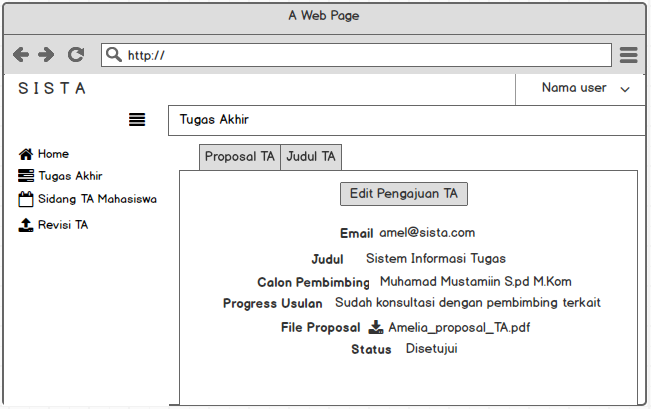 A Web Page
http://
SISTA
Nama user
Tugas Akhir
Home
Tugas Akhir
Sidang TA Mahasiswa
Revisi TA
Proposal TA Judul TA
Edit Pengajuan TA
Email amel@sista.com
Judul Sistem Informasi Tugas
Calon Pembimbing Muhamad Mustamiin S.pd M.Kom
Progress Usulan Sudah konsultasi dengan pembimbing terkait
File Proposal Amelia_proposal_TA.pdf
Status Disetujui